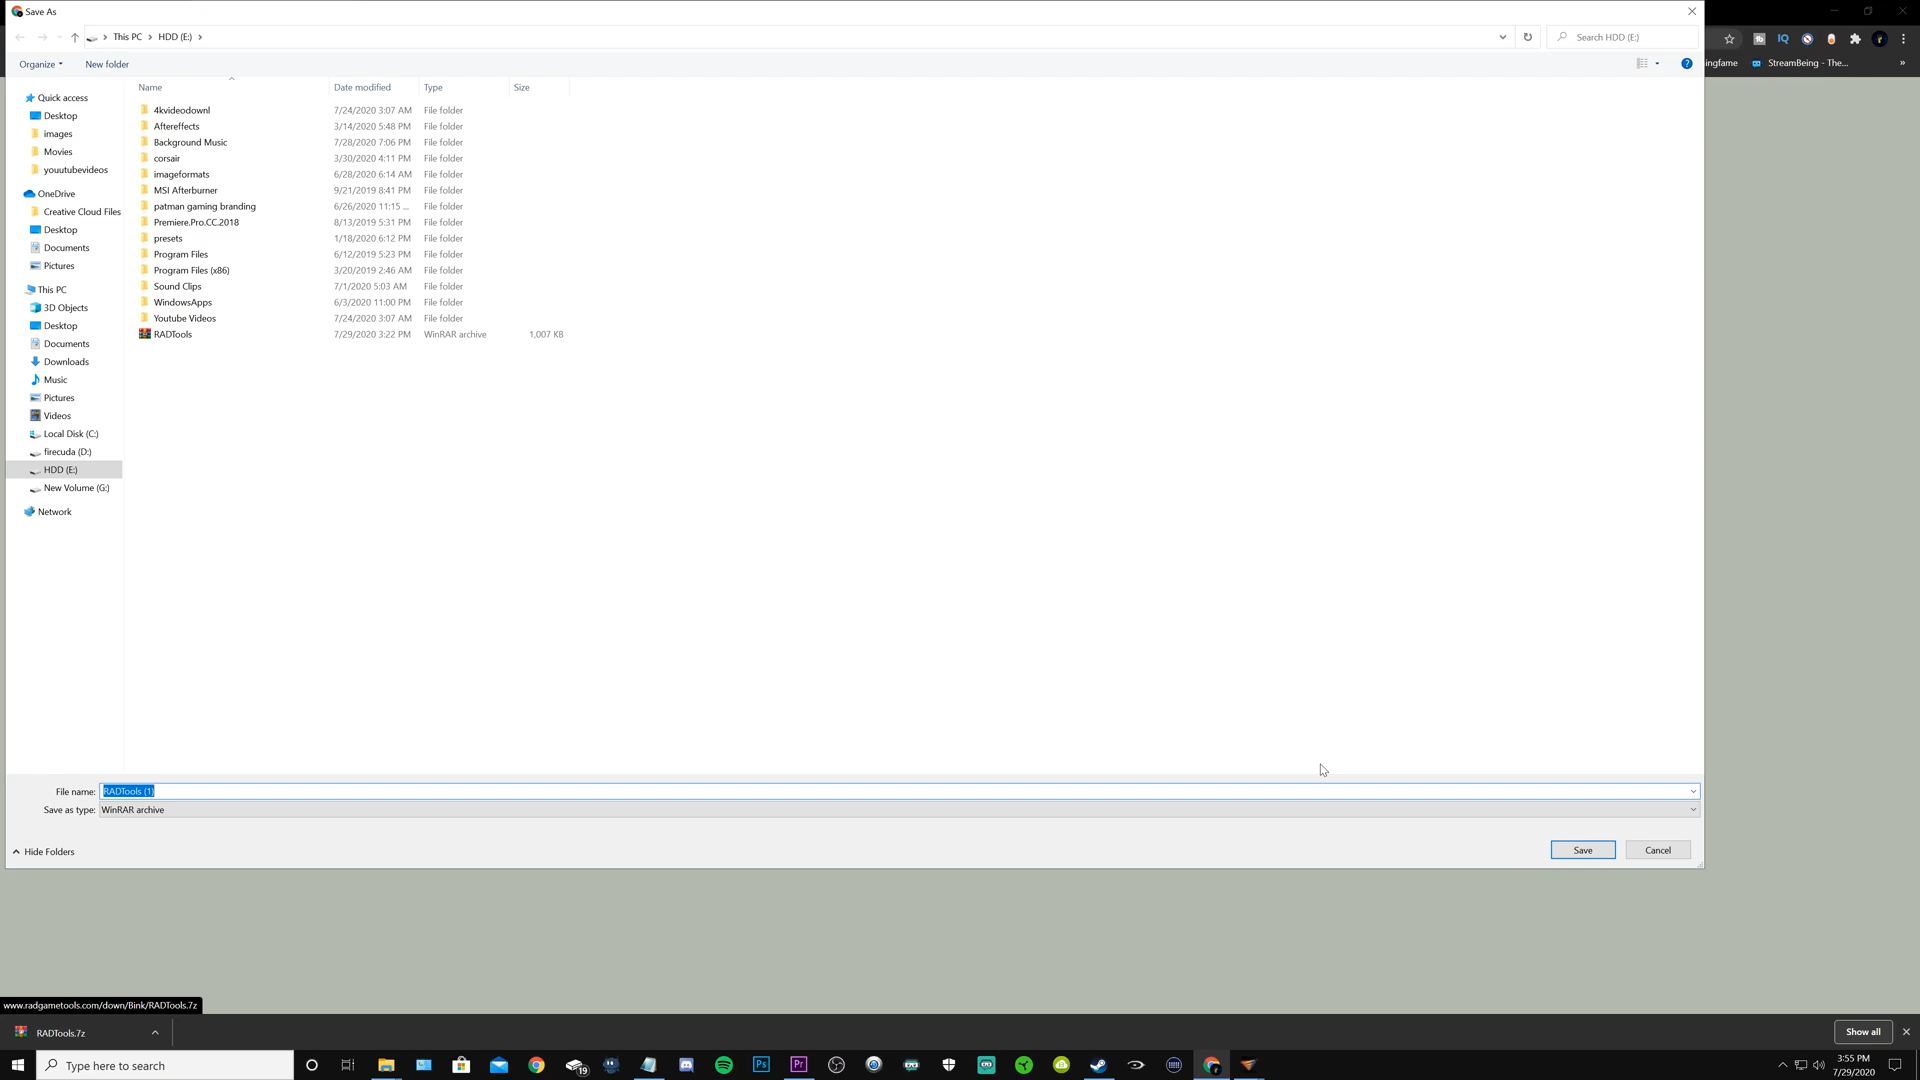 Save As
This PC
HDD (E:)
Search HDD (E:)
Organize
New folder
ingfame
StreamBeing - The...
Name
Date modified
Type
Size
Quick access
Desktop
images
Movies
youutubevideos
OneDrive
Creative Cloud Files
Desktop
Documents
Pictures
This PC
3D Objects
Desktop
Documents
Downloads
Music
Pictures
Videos
Local Disk (C:)
firecuda (D:)
HDD (E:)
New Volume (G:)
Network
4kvideodownl 7/24/2020 3:07 AM File folder
Aftereffects 3/14/2020 5:48 PM File folder
Background Music 7/28/2020 7:06 PM File folder
corsair 3/30/2020 4:11 PM File folder
imageformats 6/28/2020 6:14 AM File folder
MSI Afterburner 9/21/2019 8:41 PM File folder
patman gaming branding 6/26/2020 11:15 ... File folder
Premiere.Pro.CC.2018 8/13/2019 5:31 PM File folder
presets 1/18/2020 6:12 PM File folder
Program Files 6/12/2019 5:23 PM File folder
Program Files (x86) 3/20/2019 2:46 AM File folder
Sound Clips 7/1/2020 5:03 AM File folder
WindowsApps 6/3/2020 11:00 PM File folder
Youtube Videos 7/24/2020 3:07 AM File folder
RADTools 7/29/2020 3:22 PM WinRAR archive 1,007 KB
File name: RADTools (1)
Save as type: WinRAR archive
Hide Folders
Save
Cancel
www.radgametools.com/down/Bink/RADTools.7z
RADTools.7z
Show all
Type here to search
19
Ps
Pr
3:55 PM
7/29/2020
IQ